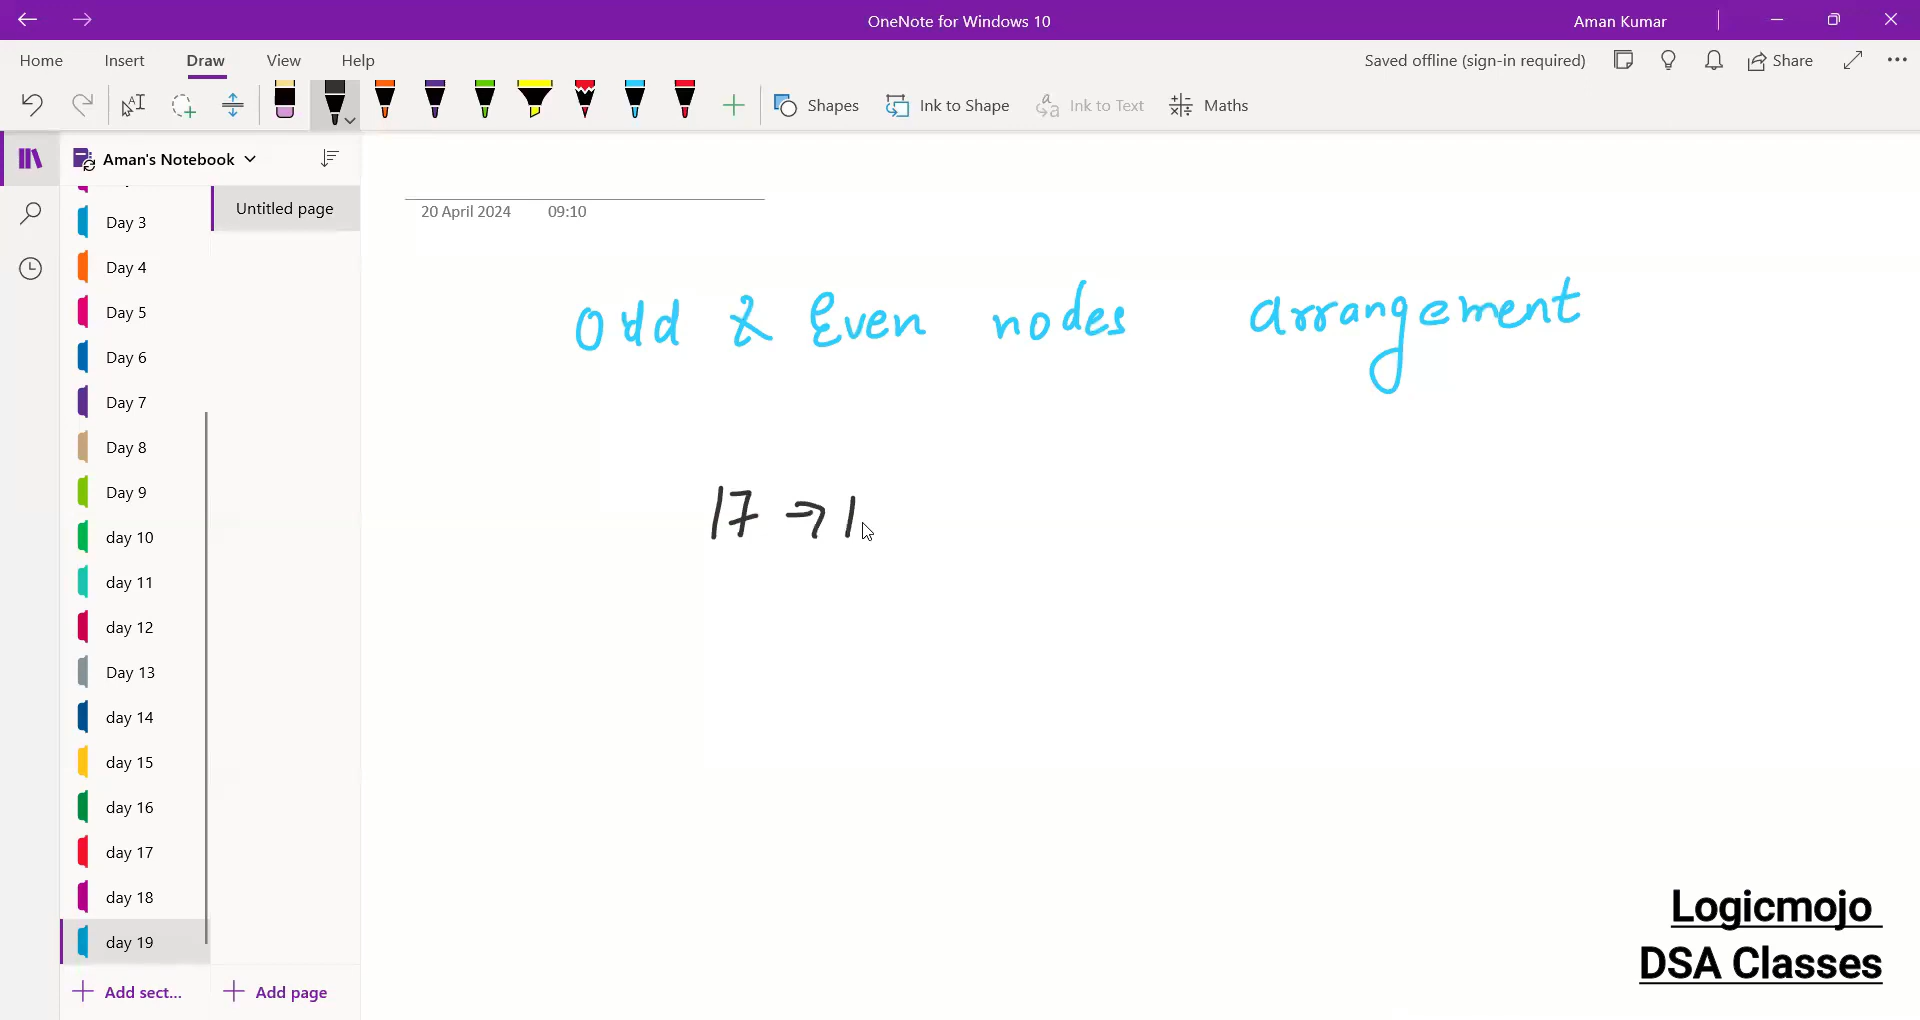 OneNote for Windows 10
Aman Kumar
Home Insert Draw View Help
Saved offline (sign-in required) Share
Shapes Ink to Shape Ink to Text Maths
Aman's Notebook
Untitled page
Day 3
Day 4
Day 5
Day 6
Day 7
Day 8
Day 9
day 10
day 11
day 12
Day 13
day 14
day 15
day 16
day 17
day 18
day 19
Add sect...
Add page
20 April 2024 09:10
Odd & Even nodes arrangement
17 → 1
Logicmojo
DSA Classes